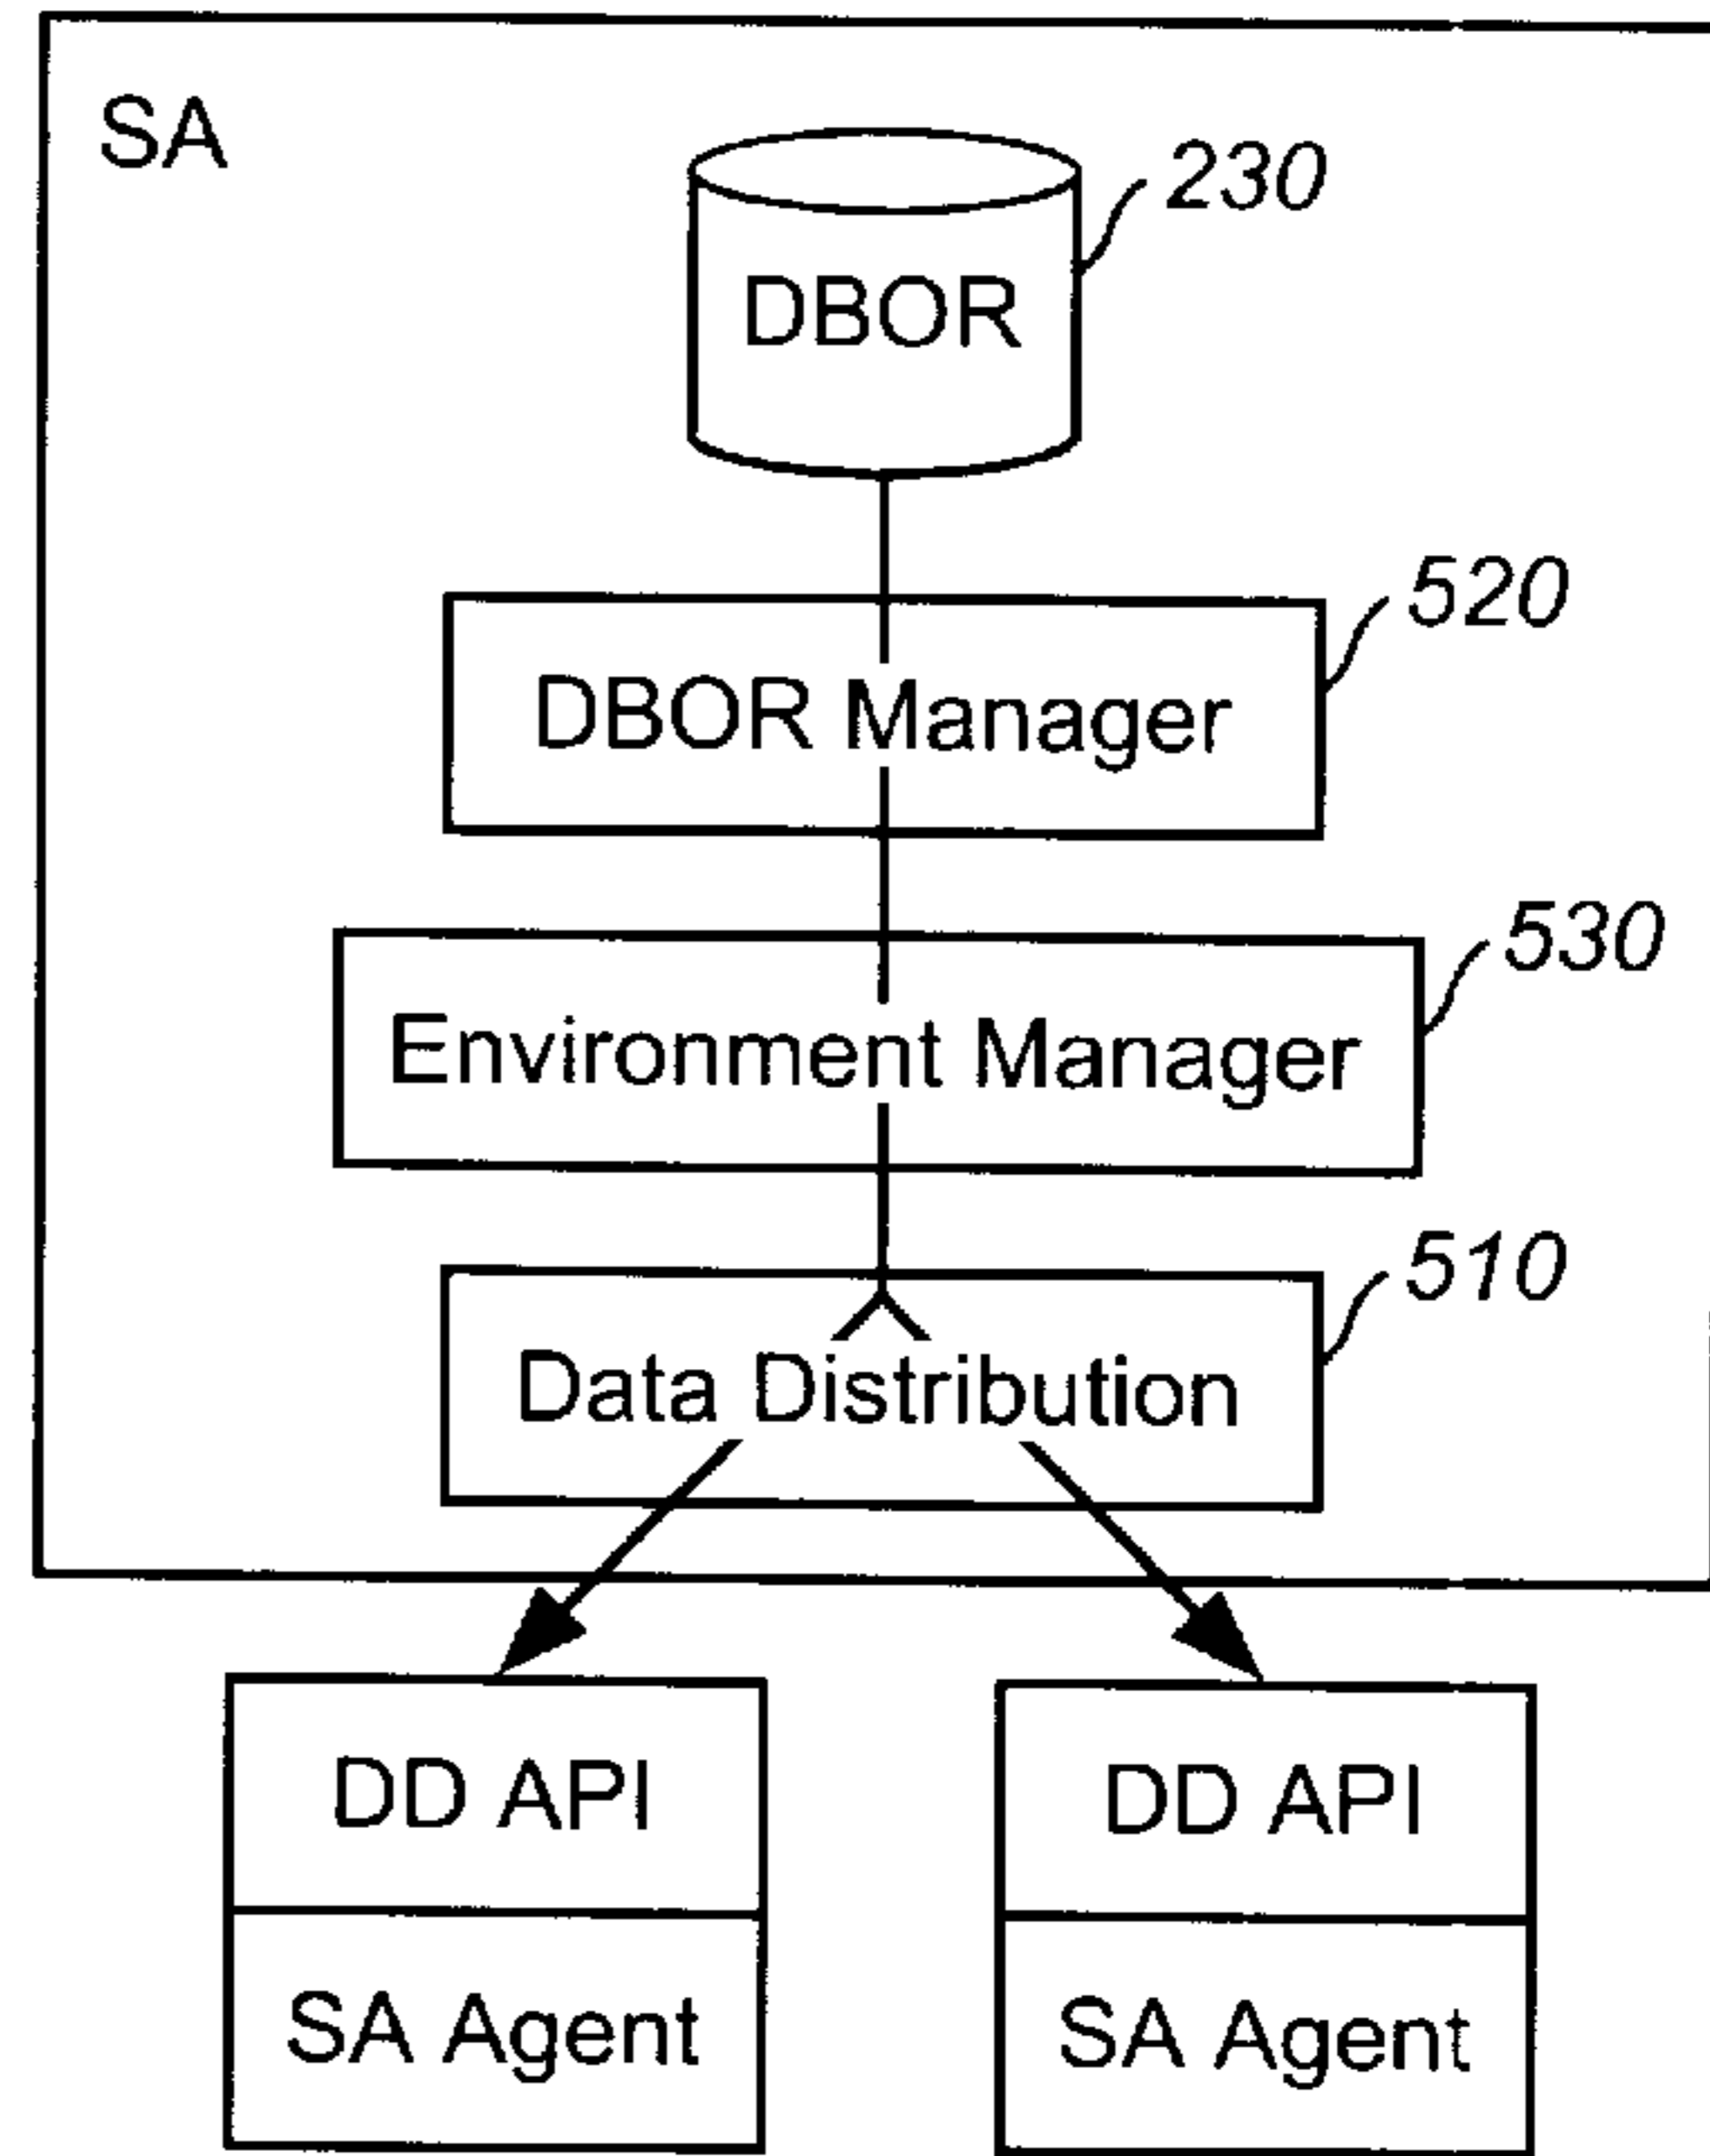 SA
230
DBOR
520
DBOR Manager
530
Environment Manager
510
Data Distribution
DD API
DD API
SA Agent
SA Agent